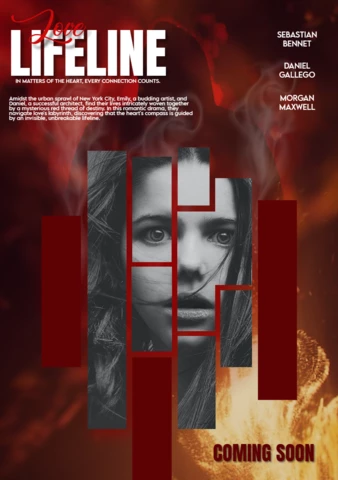 Love
LIFELINE
IN MATTERS OF THE HEART, EVERY CONNECTION COUNTS.
Amidst the urban sprawl of New York City, Emily, a budding artist, and
Daniel, a successful architect, find their lives intricately woven together
by a mysterious red thread of destiny. In this romantic drama, they
navigate love's labyrinth, discovering that the heart's compass is guided
by an invisible, unbreakable lifeline.
SEBASTIAN
BENNET
DANIEL
GALLEGO
MORGAN
MAXWELL
COMING SOON